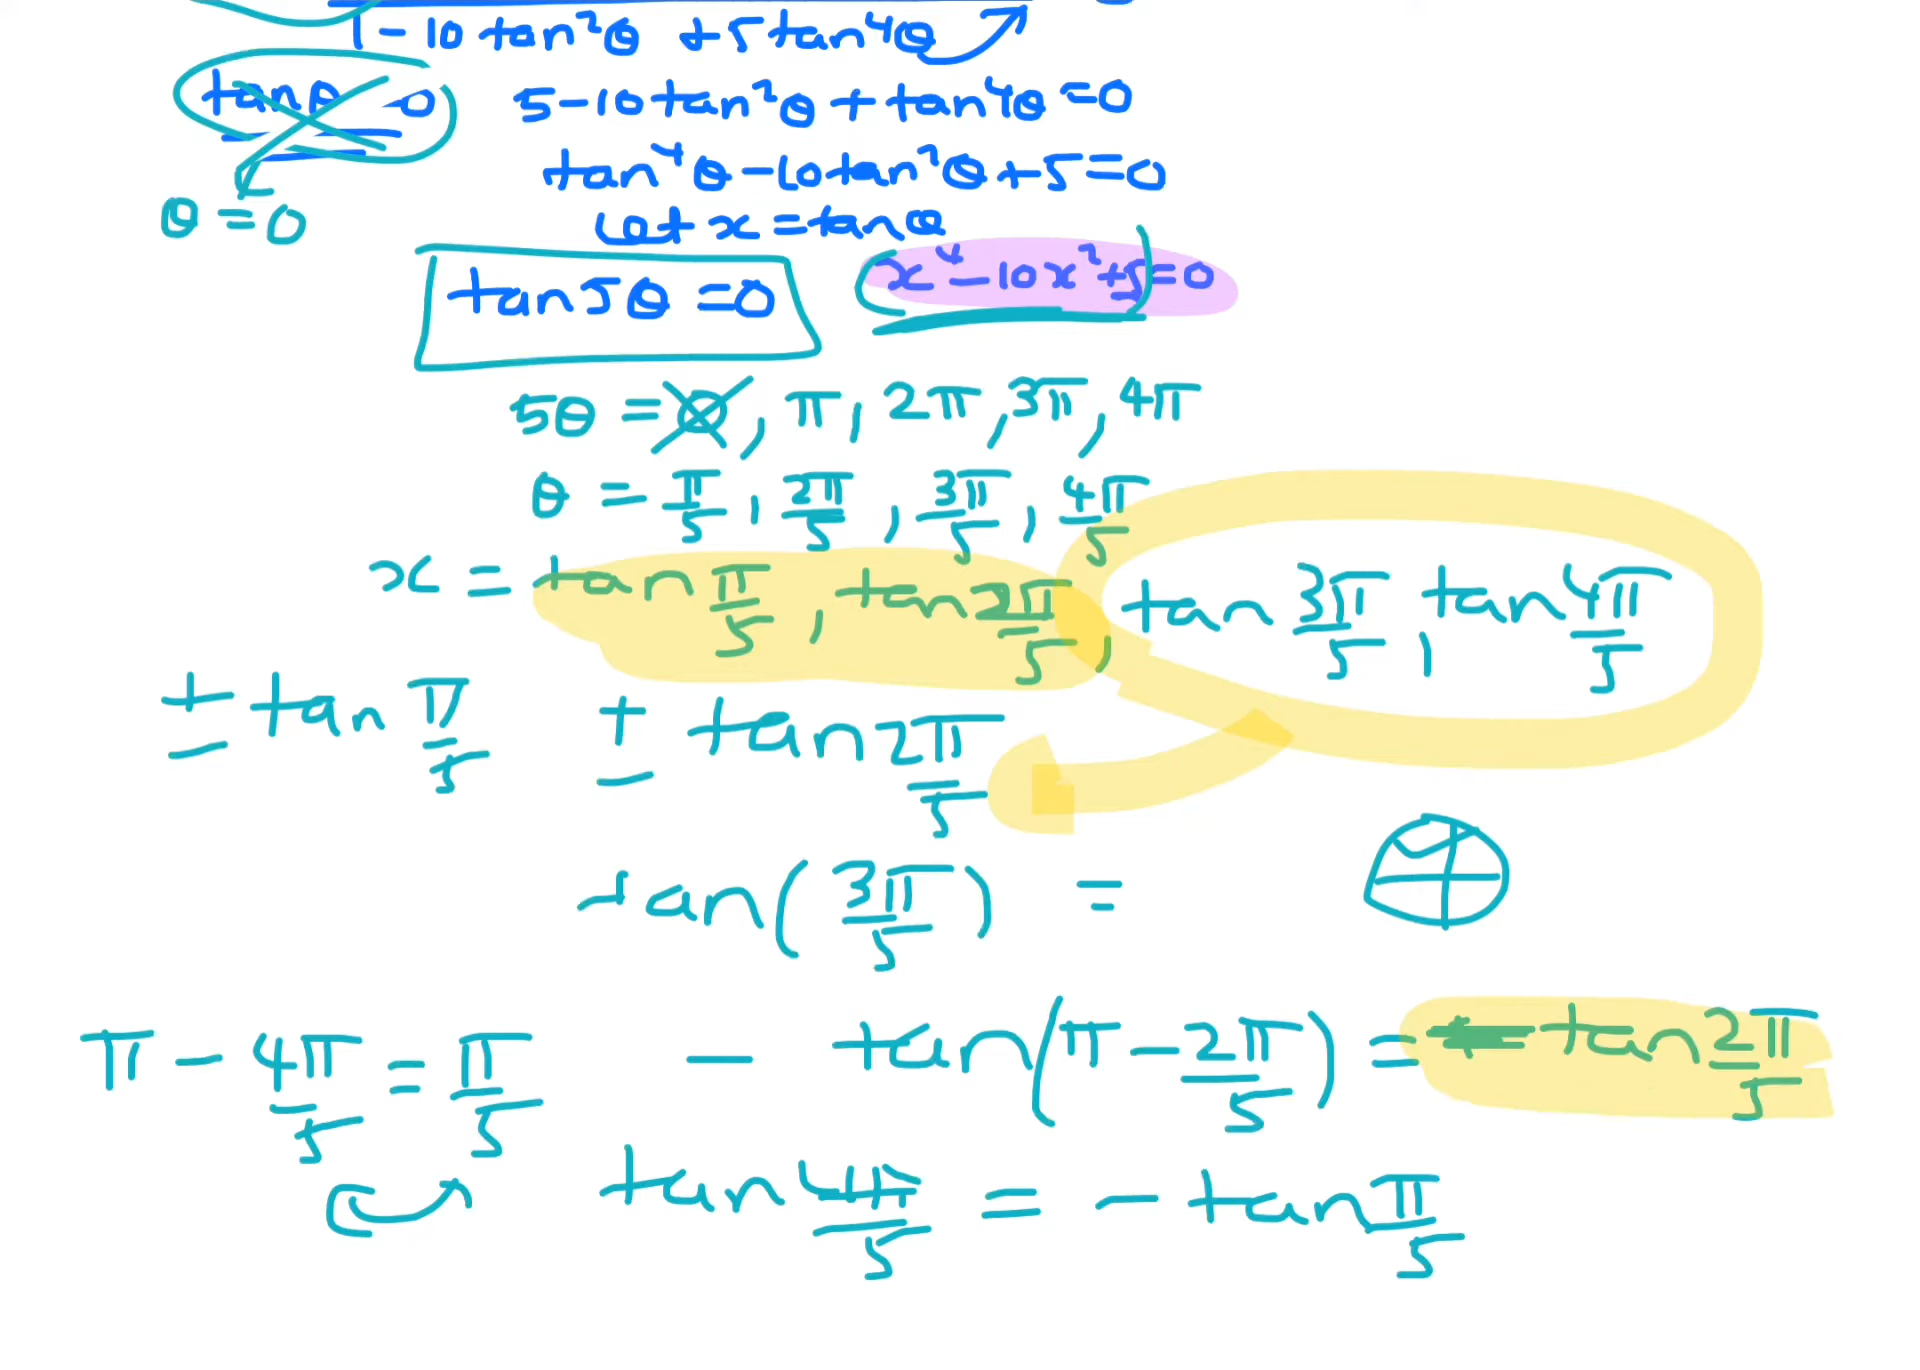 1 - 10 tan²θ + 5 tan⁴θ
tanθ = 0
5 - 10 tan²θ + tan⁴θ = 0
tan⁴θ - 10 tan²θ + 5 = 0
θ = 0
Let x = tanθ
tan5θ = 0
x⁴ - 10x² + 5 = 0
5θ = 0, π, 2π, 3π, 4π
θ = π/5, 2π/5, 3π/5, 4π/5
x = tan π/5, tan 2π/5, tan 3π/5, tan 4π/5
± tan π/5 ± tan 2π/5
tan(3π/5) =
π - 4π/5 = π/5
- tan(π - 2π/5) = tan 2π/5
tan 4π/5 = - tan π/5